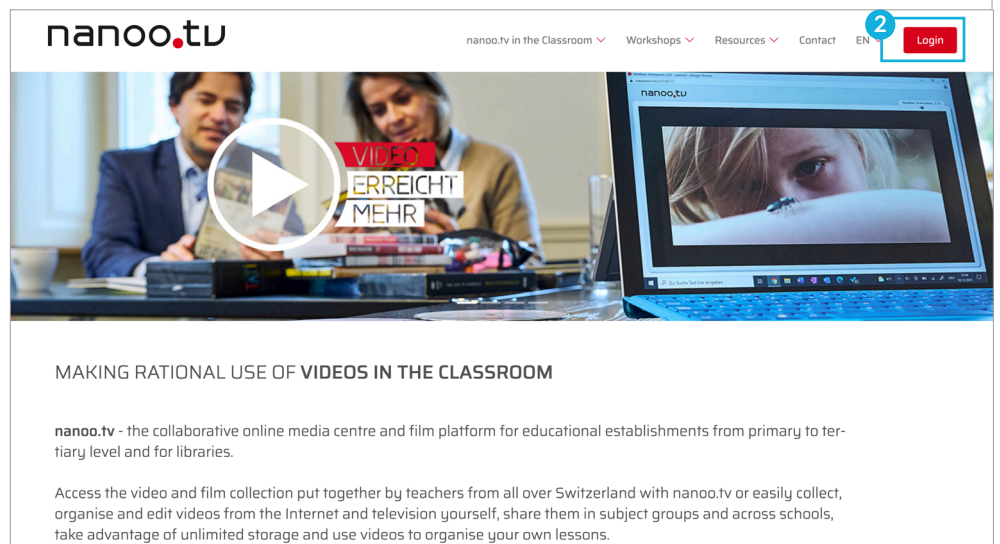 nanoo.tv
nanoo.tv in the Classroom Workshops Resources Contact EN 2 Login
nanoo.tv
VIDEO
ERREICHT
MEHR
MAKING RATIONAL USE OF VIDEOS IN THE CLASSROOM
nanoo.tv - the collaborative online media centre and film platform for educational establishments from primary to ter-
tiary level and for libraries.
Access the video and film collection put together by teachers from all over Switzerland with nanoo.tv or easily collect,
organise and edit videos from the Internet and television yourself, share them in subject groups and across schools,
take advantage of unlimited storage and use videos to organise your own lessons.